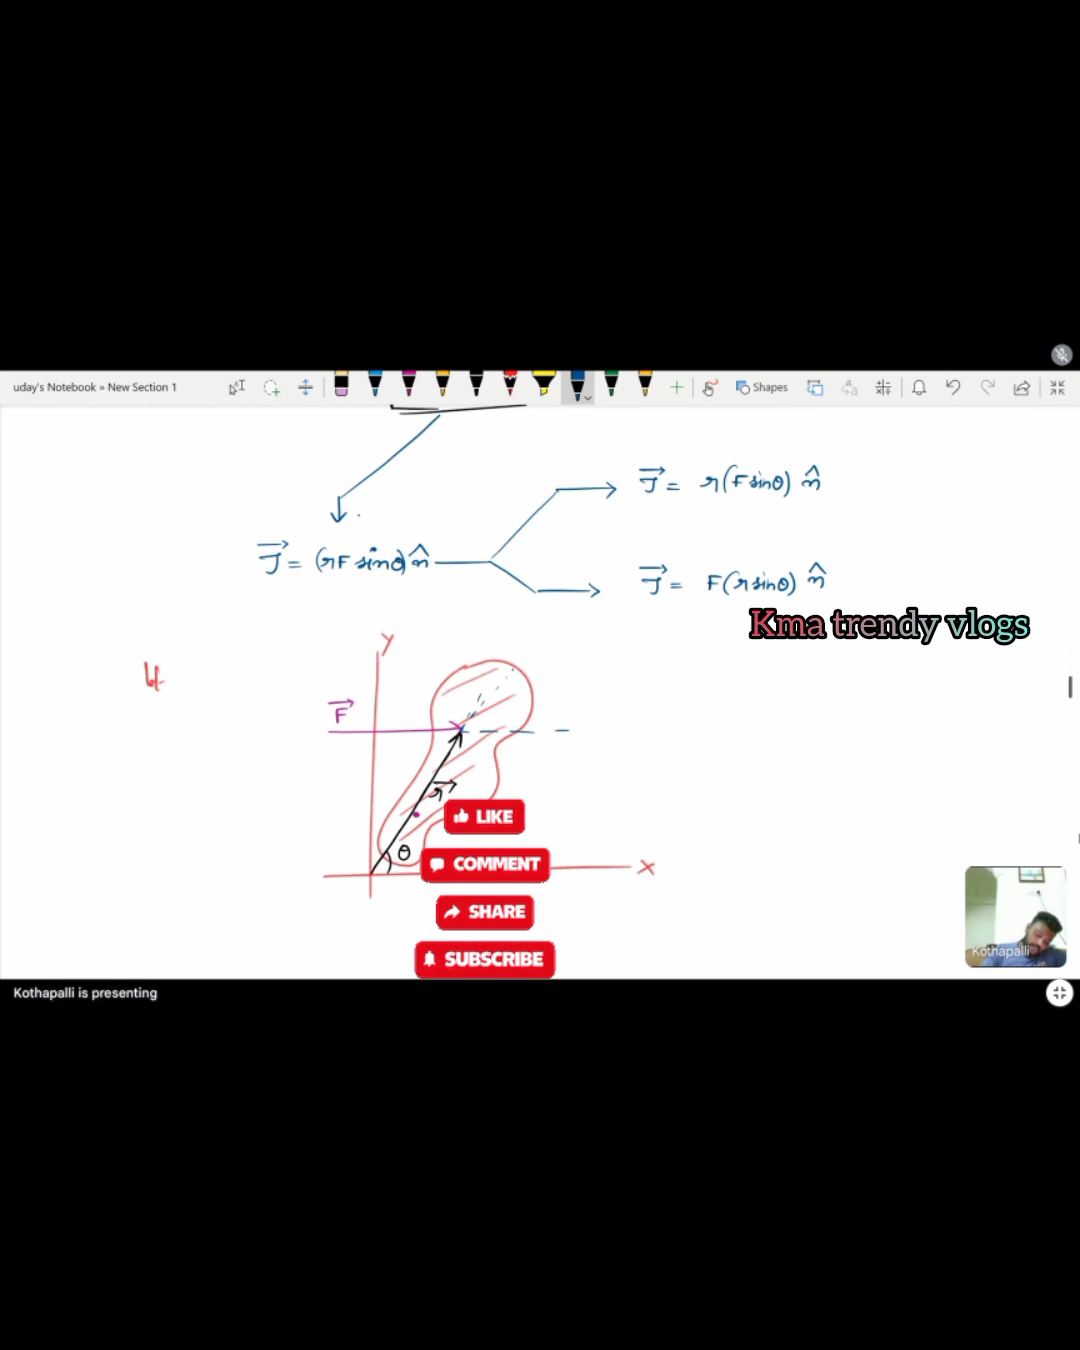 uday's Notebook » New Section 1
Shapes
J = r(F sinθ) n̂
J = (rF sinθ) n̂
J = F(r sinθ) n̂
Kma trendy vlogs
y
F
r
θ
x
LIKE
COMMENT
SHARE
SUBSCRIBE
Kothapalli
Kothapalli is presenting